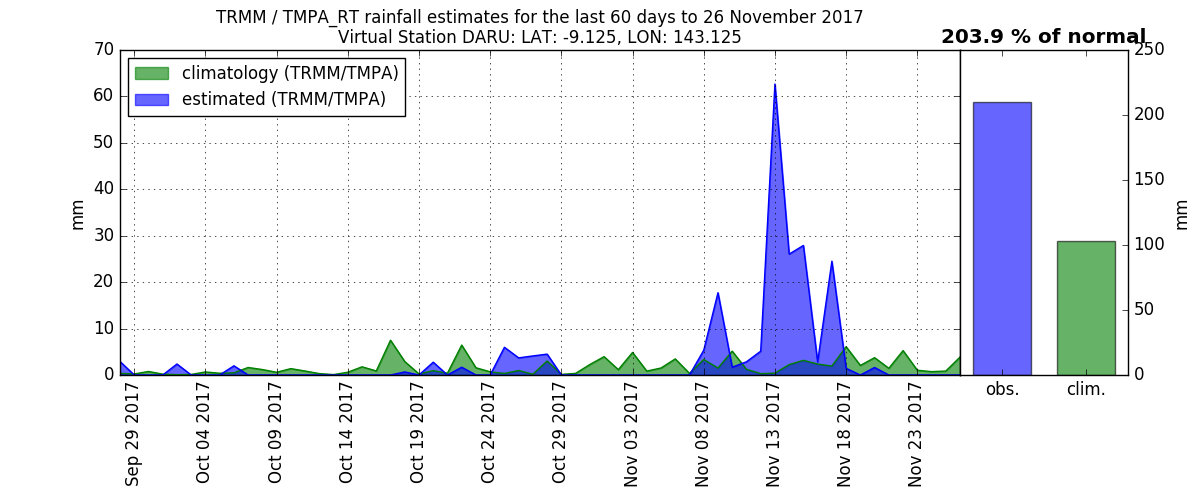 TRMM / TMPA_RT rainfall estimates for the last 60 days to 26 November 2017
Virtual Station DARU: LAT: -9.125, LON: 143.125
203.9 % of normal
climatology (TRMM/TMPA)
estimated (TRMM/TMPA)
70
60
50
40
30
20
10
0
mm
Sep 29 2017
Oct 04 2017
Oct 09 2017
Oct 14 2017
Oct 19 2017
Oct 24 2017
Oct 29 2017
Nov 03 2017
Nov 08 2017
Nov 13 2017
Nov 18 2017
Nov 23 2017
250
200
150
100
50
0
mm
obs.
clim.